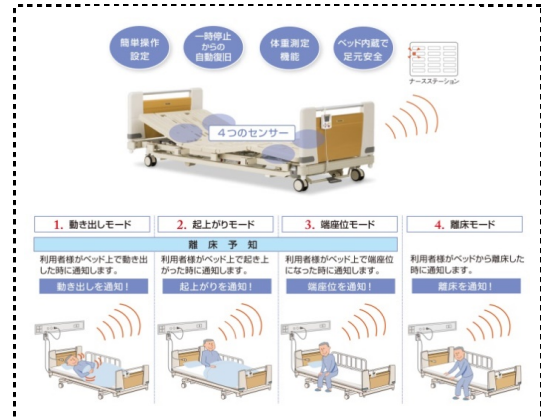 簡単操作
設定
一時停止
からの
自動復旧
体重測定
機能
ベッド内蔵で
足元安全
ナースステーション
4つのセンサー
1. 動き出しモード
2. 起上がりモード
3. 端座位モード
4. 離床モード
離床予知
利用者様がベッド上で動き出
した時に通知します。
利用者様がベッド上で起き上
がった時に通知します。
利用者様がベッド上で端座位
になった時に通知します。
利用者様がベッドから離床した
時に通知します。
動き出しを通知！
起上がりを通知！
端座位を通知！
離床を通知！